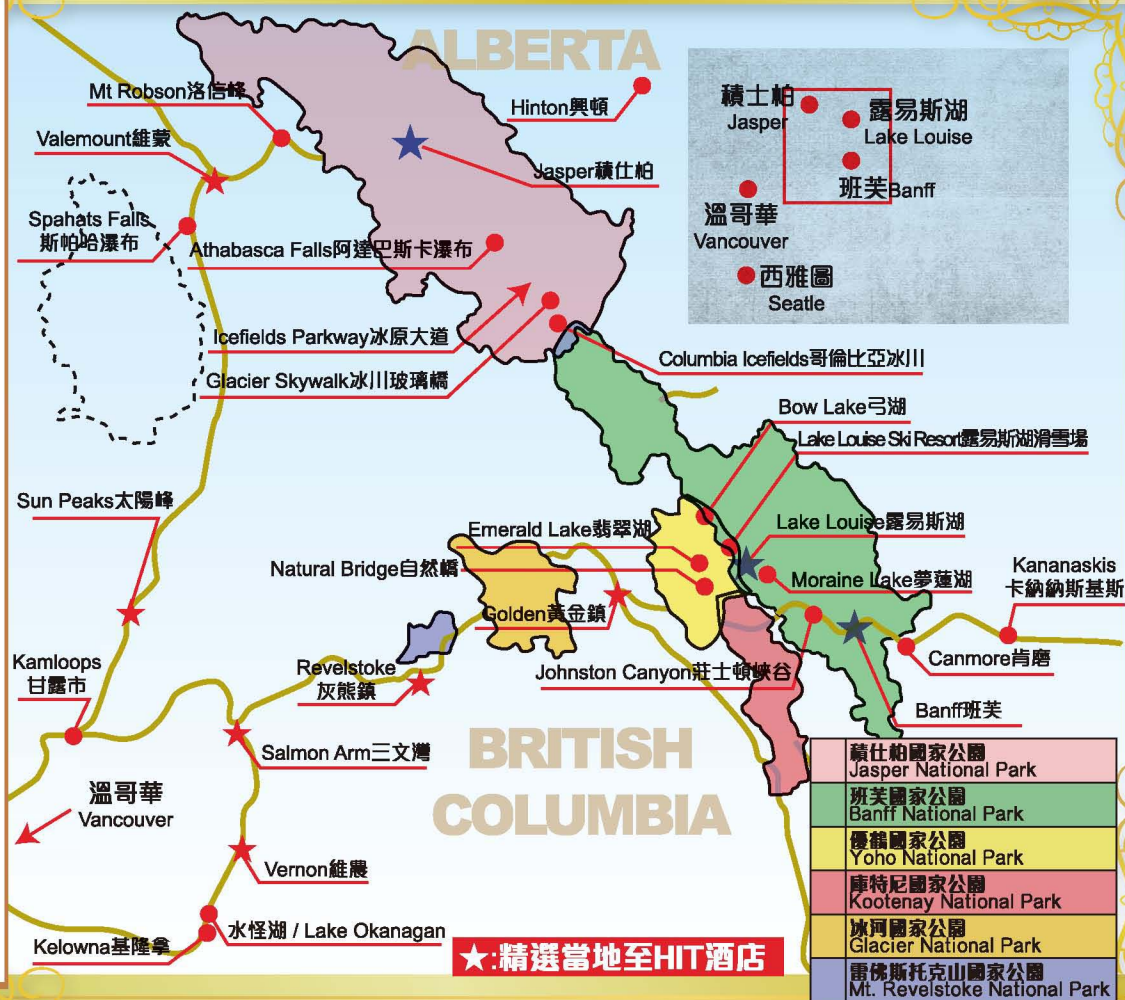 ALBERTA
Mt Robson洛信峰
Hinton興頓
Valemount維蒙
Jasper積仕柏
Spahats Falls
斯帕哈瀑布
Athabasca Falls阿達巴斯卡瀑布
Icefields Parkway冰原大道
Glacier Skywalk冰川玻璃橋
Columbia Icefields哥倫比亞冰川
積士柏
Jasper
露易斯湖
Lake Louise
班芙Banff
溫哥華
Vancouver
西雅圖
Seatle
Bow Lake弓湖
Lake Louise Ski Resort露易斯湖滑雪場
Sun Peaks太陽峰
Emerald Lake翡翠湖
Lake Louise露易斯湖
Natural Bridge自然橋
Moraine Lake夢蓮湖
Kananaskis
卡納納斯基斯
Golden黃金鎮
Kamloops
甘露市
Revelstoke
灰熊鎮
Johnston Canyon莊士頓峽谷
Canmore肯磨
Banff班芙
Salmon Arm三文灣
BRITISH
COLUMBIA
溫哥華
Vancouver
Vernon維農
水怪湖 / Lake Okanagan
Kelowna基隆拿
★:精選當地至HIT酒店
積仕柏國家公園
Jasper National Park
班芙國家公園
Banff National Park
優鶴國家公園
Yoho National Park
庫特尼國家公園
Kootenay National Park
冰河國家公園
Glacier National Park
雷佛斯托克山國家公園
Mt. Revelstoke National Park